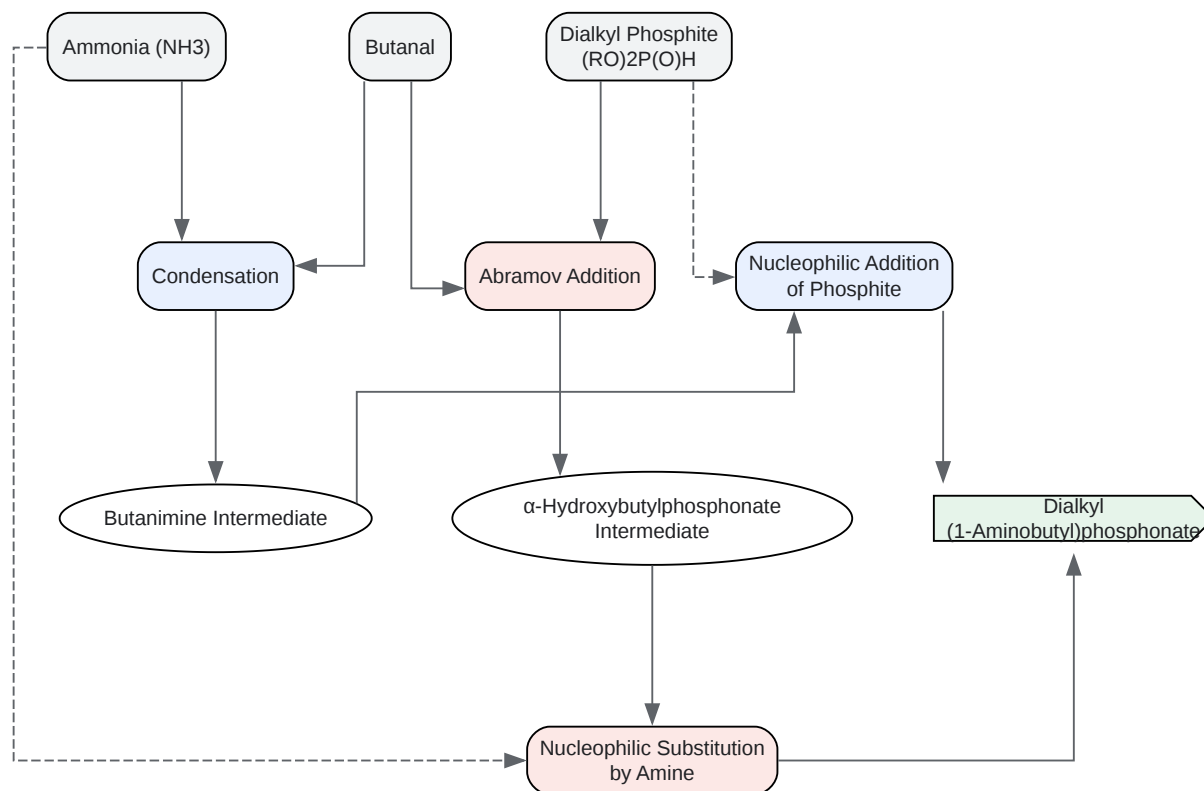 Ammonia (NH3)
Butanal
Dialkyl Phosphite
(RO)2P(O)H
Condensation
Abramov Addition
Nucleophilic Addition
of Phosphite
Butanimine Intermediate
α-Hydroxybutylphosphonate
Intermediate
Dialkyl
(1-Aminobutyl)phosphonate
Nucleophilic Substitution
by Amine